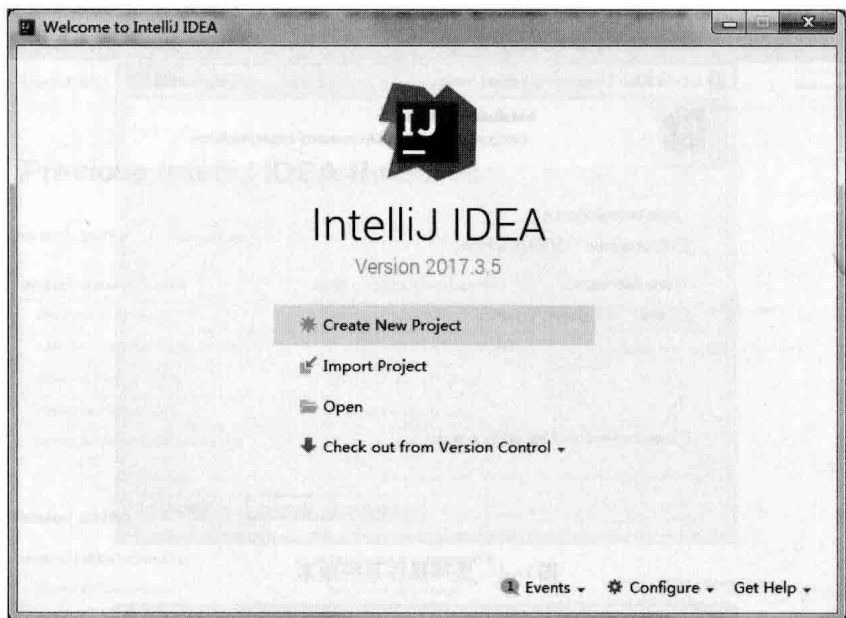 Welcome to IntelliJ IDEA
IJ
IntelliJ IDEA
Version 2017.3.5
Create New Project
Import Project
Open
Check out from Version Control
1 Events
Configure
Get Help